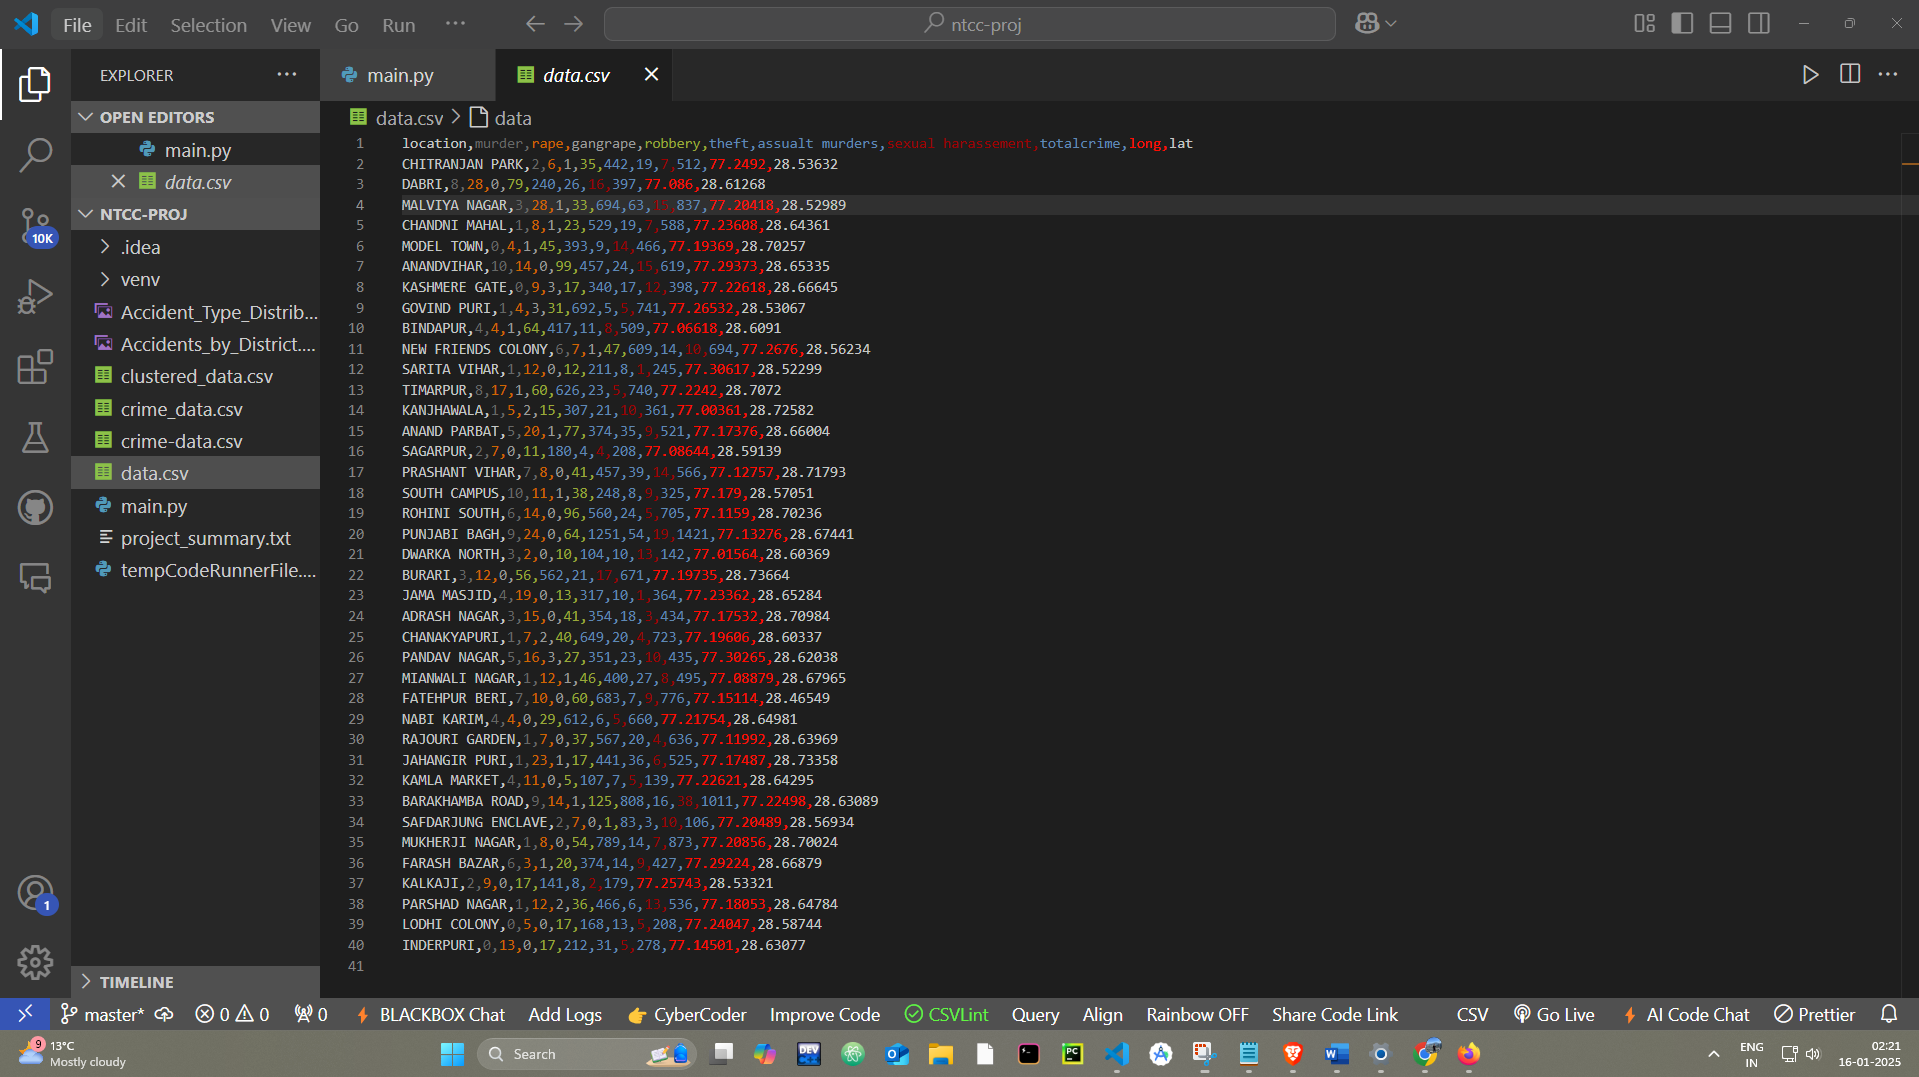 File Edit Selection View Go Run ··· ntcc-proj
EXPLORER ···
OPEN EDITORS
main.py
data.csv
NTCC-PROJ
.idea
venv
Accident_Type_Distrib...
Accidents_by_District....
clustered_data.csv
crime_data.csv
crime-data.csv
data.csv
main.py
project_summary.txt
tempCodeRunnerFile....
TIMELINE
10K
1
main.py data.csv
data.csv > data
1 location,murder,rape,gangrape,robbery,theft,assualt murders,sexual harassement,totalcrime,long,lat
2 CHITRANJAN PARK,2,6,1,35,442,19,7,512,77.2492,28.53632
3 DABRI,8,28,0,79,240,26,16,397,77.086,28.61268
4 MALVIYA NAGAR,3,28,1,33,694,63,15,837,77.20418,28.52989
5 CHANDNI MAHAL,1,8,1,23,529,19,7,588,77.23608,28.64361
6 MODEL TOWN,0,4,1,45,393,9,14,466,77.19369,28.70257
7 ANANDVIHAR,10,14,0,99,457,24,15,619,77.29373,28.65335
8 KASHMERE GATE,0,9,3,17,340,17,12,398,77.22618,28.66645
9 GOVIND PURI,1,4,3,31,692,5,5,741,77.26532,28.53067
10 BINDAPUR,4,4,1,64,417,11,8,509,77.06618,28.6091
11 NEW FRIENDS COLONY,6,7,1,47,609,14,10,694,77.2676,28.56234
12 SARITA VIHAR,1,12,0,12,211,8,1,245,77.30617,28.52299
13 TIMARPUR,8,17,1,60,626,23,5,740,77.2242,28.7072
14 KANJHAWALA,1,5,2,15,307,21,10,361,77.00361,28.72582
15 ANAND PARBAT,5,20,1,77,374,35,9,521,77.17376,28.66004
16 SAGARPUR,2,7,0,11,180,4,4,208,77.08644,28.59139
17 PRASHANT VIHAR,7,8,0,41,457,39,14,566,77.12757,28.71793
18 SOUTH CAMPUS,10,11,1,38,248,8,9,325,77.179,28.57051
19 ROHINI SOUTH,6,14,0,96,560,24,5,705,77.1159,28.70236
20 PUNJABI BAGH,9,24,0,64,1251,54,19,1421,77.13276,28.67441
21 DWARKA NORTH,3,2,0,10,104,10,13,142,77.01564,28.60369
22 BURARI,3,12,0,56,562,21,17,671,77.19735,28.73664
23 JAMA MASJID,4,19,0,13,317,10,1,364,77.23362,28.65284
24 ADRASH NAGAR,3,15,0,41,354,18,3,434,77.17532,28.70984
25 CHANAKYAPURI,1,7,2,40,649,20,4,723,77.19606,28.60337
26 PANDAV NAGAR,5,16,3,27,351,23,10,435,77.30265,28.62038
27 MIANWALI NAGAR,1,12,1,46,400,27,8,495,77.08879,28.67965
28 FATEHPUR BERI,7,10,0,60,683,7,9,776,77.15114,28.46549
29 NABI KARIM,4,4,0,29,612,6,5,660,77.21754,28.64981
30 RAJOURI GARDEN,1,7,0,37,567,20,4,636,77.11992,28.63969
31 JAHANGIR PURI,1,23,1,17,441,36,6,525,77.17487,28.73358
32 KAMLA MARKET,4,11,0,5,107,7,5,139,77.22621,28.64295
33 BARAKHAMBA ROAD,9,14,1,125,808,16,38,1011,77.22498,28.63089
34 SAFDARJUNG ENCLAVE,2,7,0,1,83,3,10,106,77.20489,28.56934
35 MUKHERJI NAGAR,1,8,0,54,789,14,7,873,77.20856,28.70024
36 FARASH BAZAR,6,3,1,20,374,14,9,427,77.29224,28.66879
37 KALKAJI,2,9,0,17,141,8,2,179,77.25743,28.53321
38 PARSHAD NAGAR,1,12,2,36,466,6,13,536,77.18053,28.64784
39 LODHI COLONY,0,5,0,17,168,13,5,208,77.24047,28.58744
40 INDERPURI,0,13,0,17,212,31,5,278,77.14501,28.63077
41
master* 0 0 0 BLACKBOX Chat Add Logs CyberCoder Improve Code CSVLint Query Align Rainbow OFF Share Code Link CSV Go Live AI Code Chat Prettier
9 13°C
Mostly cloudy
Search
DEV
PC
ENG
IN
02:21
16-01-2025